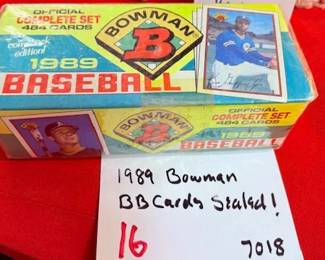 OFFICIAL
COMPLETE SET
484 CARDS
BOWMAN
B
edition!
1989
BASEBALL
OFFICIAL
COMPLETE SET
484 CARDS
BOWMAN
B
1989
BASEBALL
1989 Bowman
BB Cards Sealed!
16
7018